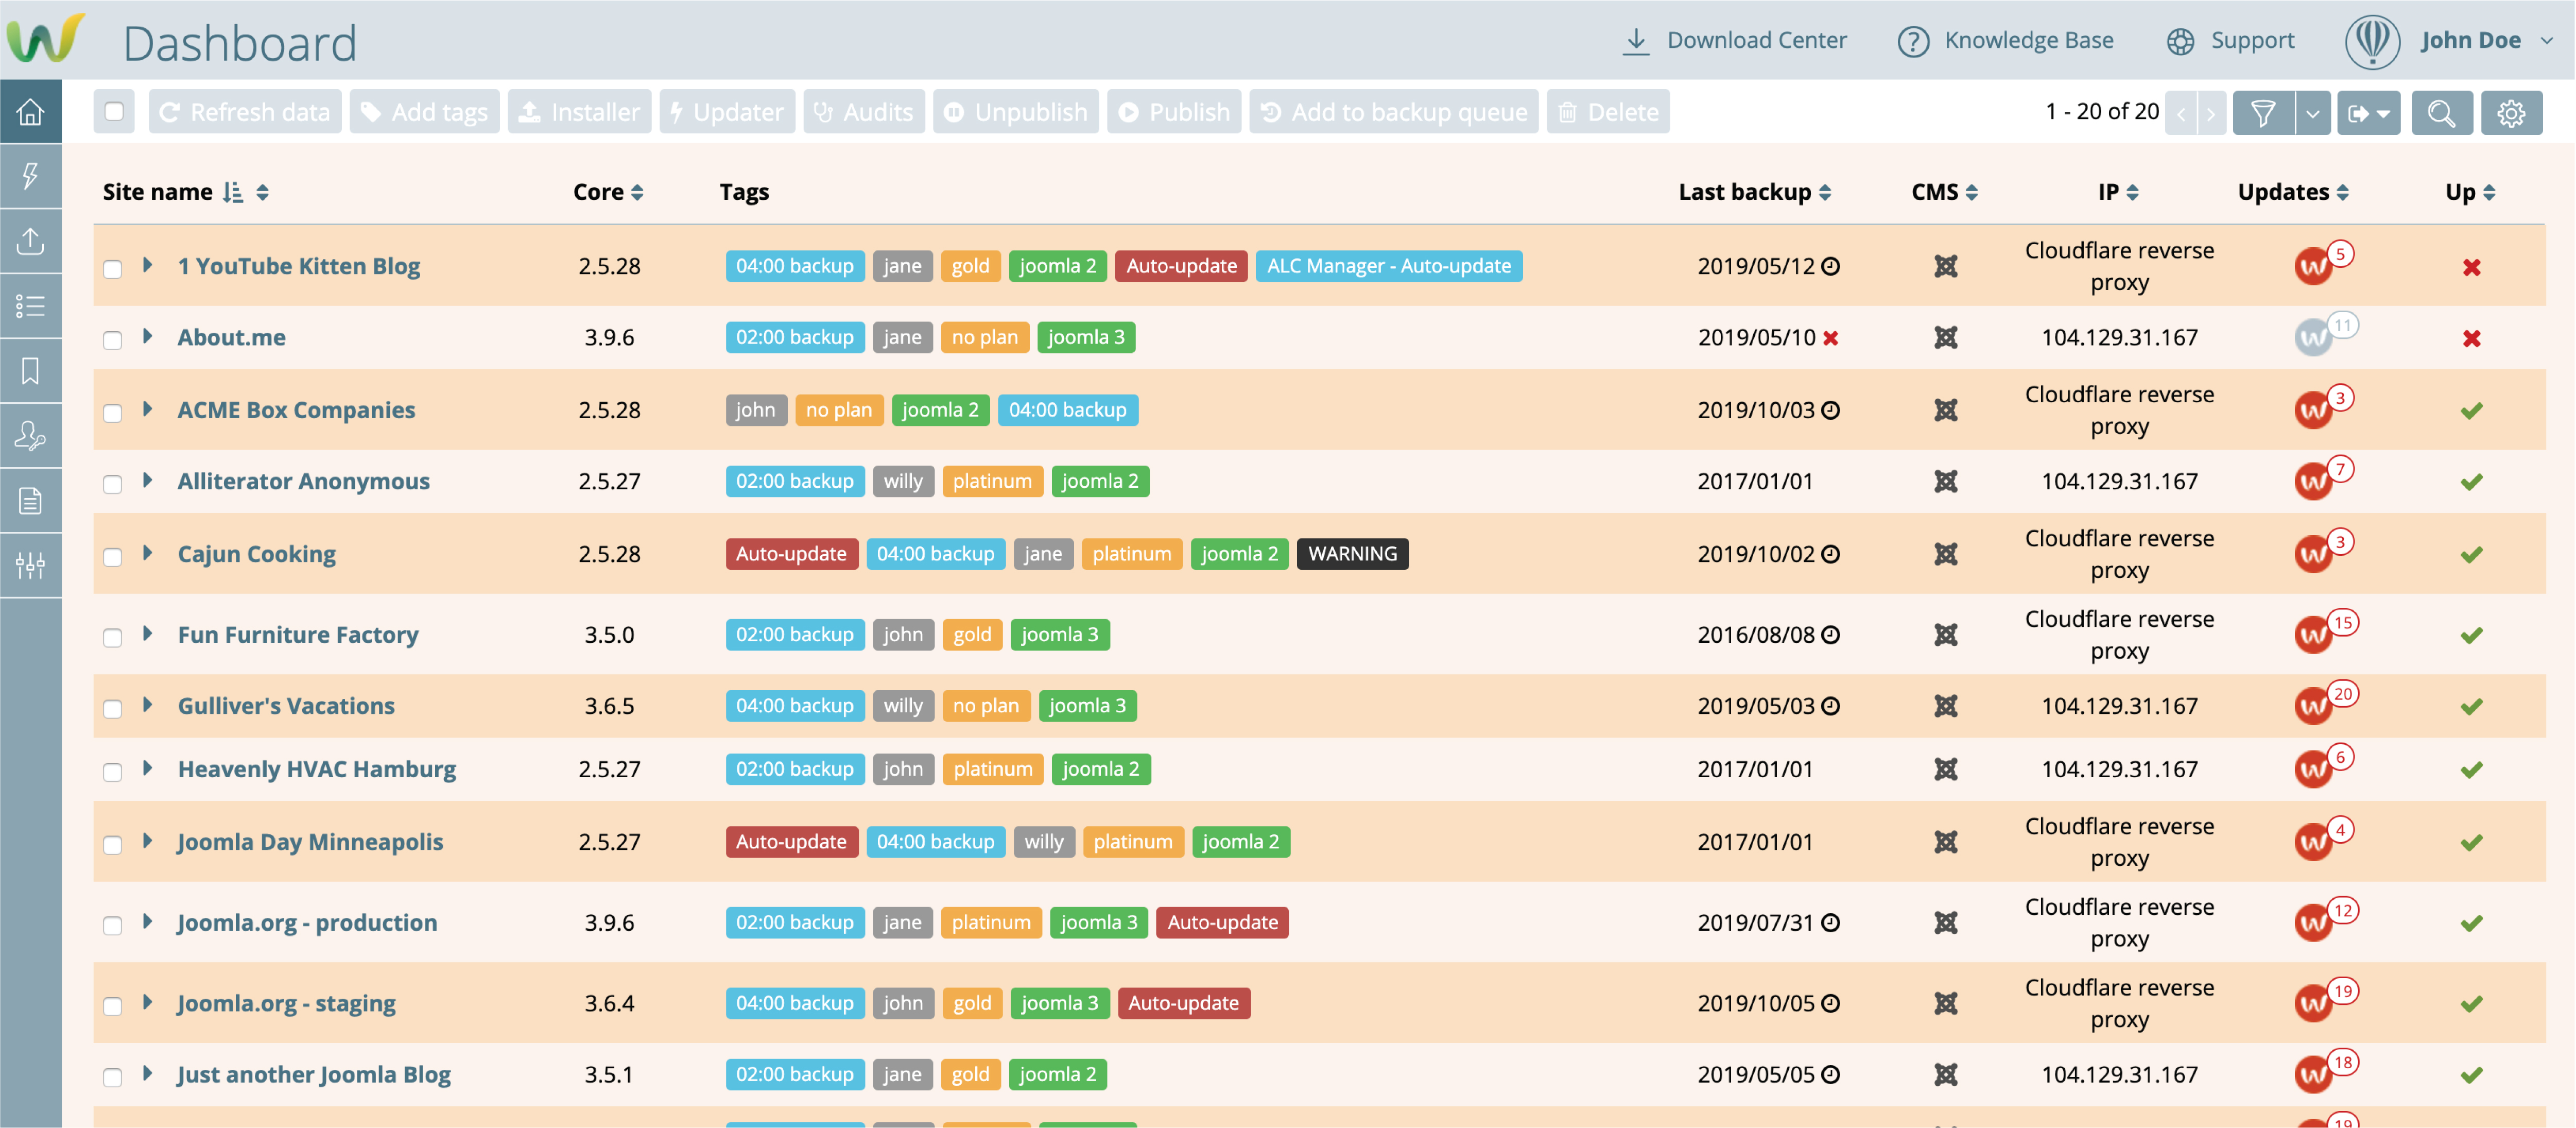 Dashboard Download Center Knowledge Base Support John Doe
Refresh data Add tags Installer Updater Audits Unpublish Publish Add to backup queue Delete 1 - 20 of 20
Site name Core Tags Last backup CMS IP Updates Up
1 YouTube Kitten Blog 2.5.28 04:00 backup jane gold joomla 2 Auto-update ALC Manager - Auto-update 2019/05/12 Cloudflare reverse proxy 5
About.me 3.9.6 02:00 backup jane no plan joomla 3 2019/05/10 104.129.31.167 11
ACME Box Companies 2.5.28 john no plan joomla 2 04:00 backup 2019/10/03 Cloudflare reverse proxy 3
Alliterator Anonymous 2.5.27 02:00 backup willy platinum joomla 2 2017/01/01 104.129.31.167 7
Cajun Cooking 2.5.28 Auto-update 04:00 backup jane platinum joomla 2 WARNING 2019/10/02 Cloudflare reverse proxy 3
Fun Furniture Factory 3.5.0 02:00 backup john gold joomla 3 2016/08/08 Cloudflare reverse proxy 15
Gulliver's Vacations 3.6.5 04:00 backup willy no plan joomla 3 2019/05/03 104.129.31.167 20
Heavenly HVAC Hamburg 2.5.27 02:00 backup john platinum joomla 2 2017/01/01 104.129.31.167 6
Joomla Day Minneapolis 2.5.27 Auto-update 04:00 backup willy platinum joomla 2 2017/01/01 Cloudflare reverse proxy 4
Joomla.org - production 3.9.6 02:00 backup jane platinum joomla 3 Auto-update 2019/07/31 Cloudflare reverse proxy 12
Joomla.org - staging 3.6.4 04:00 backup john gold joomla 3 Auto-update 2019/10/05 Cloudflare reverse proxy 19
Just another Joomla Blog 3.5.1 02:00 backup jane gold joomla 2 2019/05/05 104.129.31.167 18